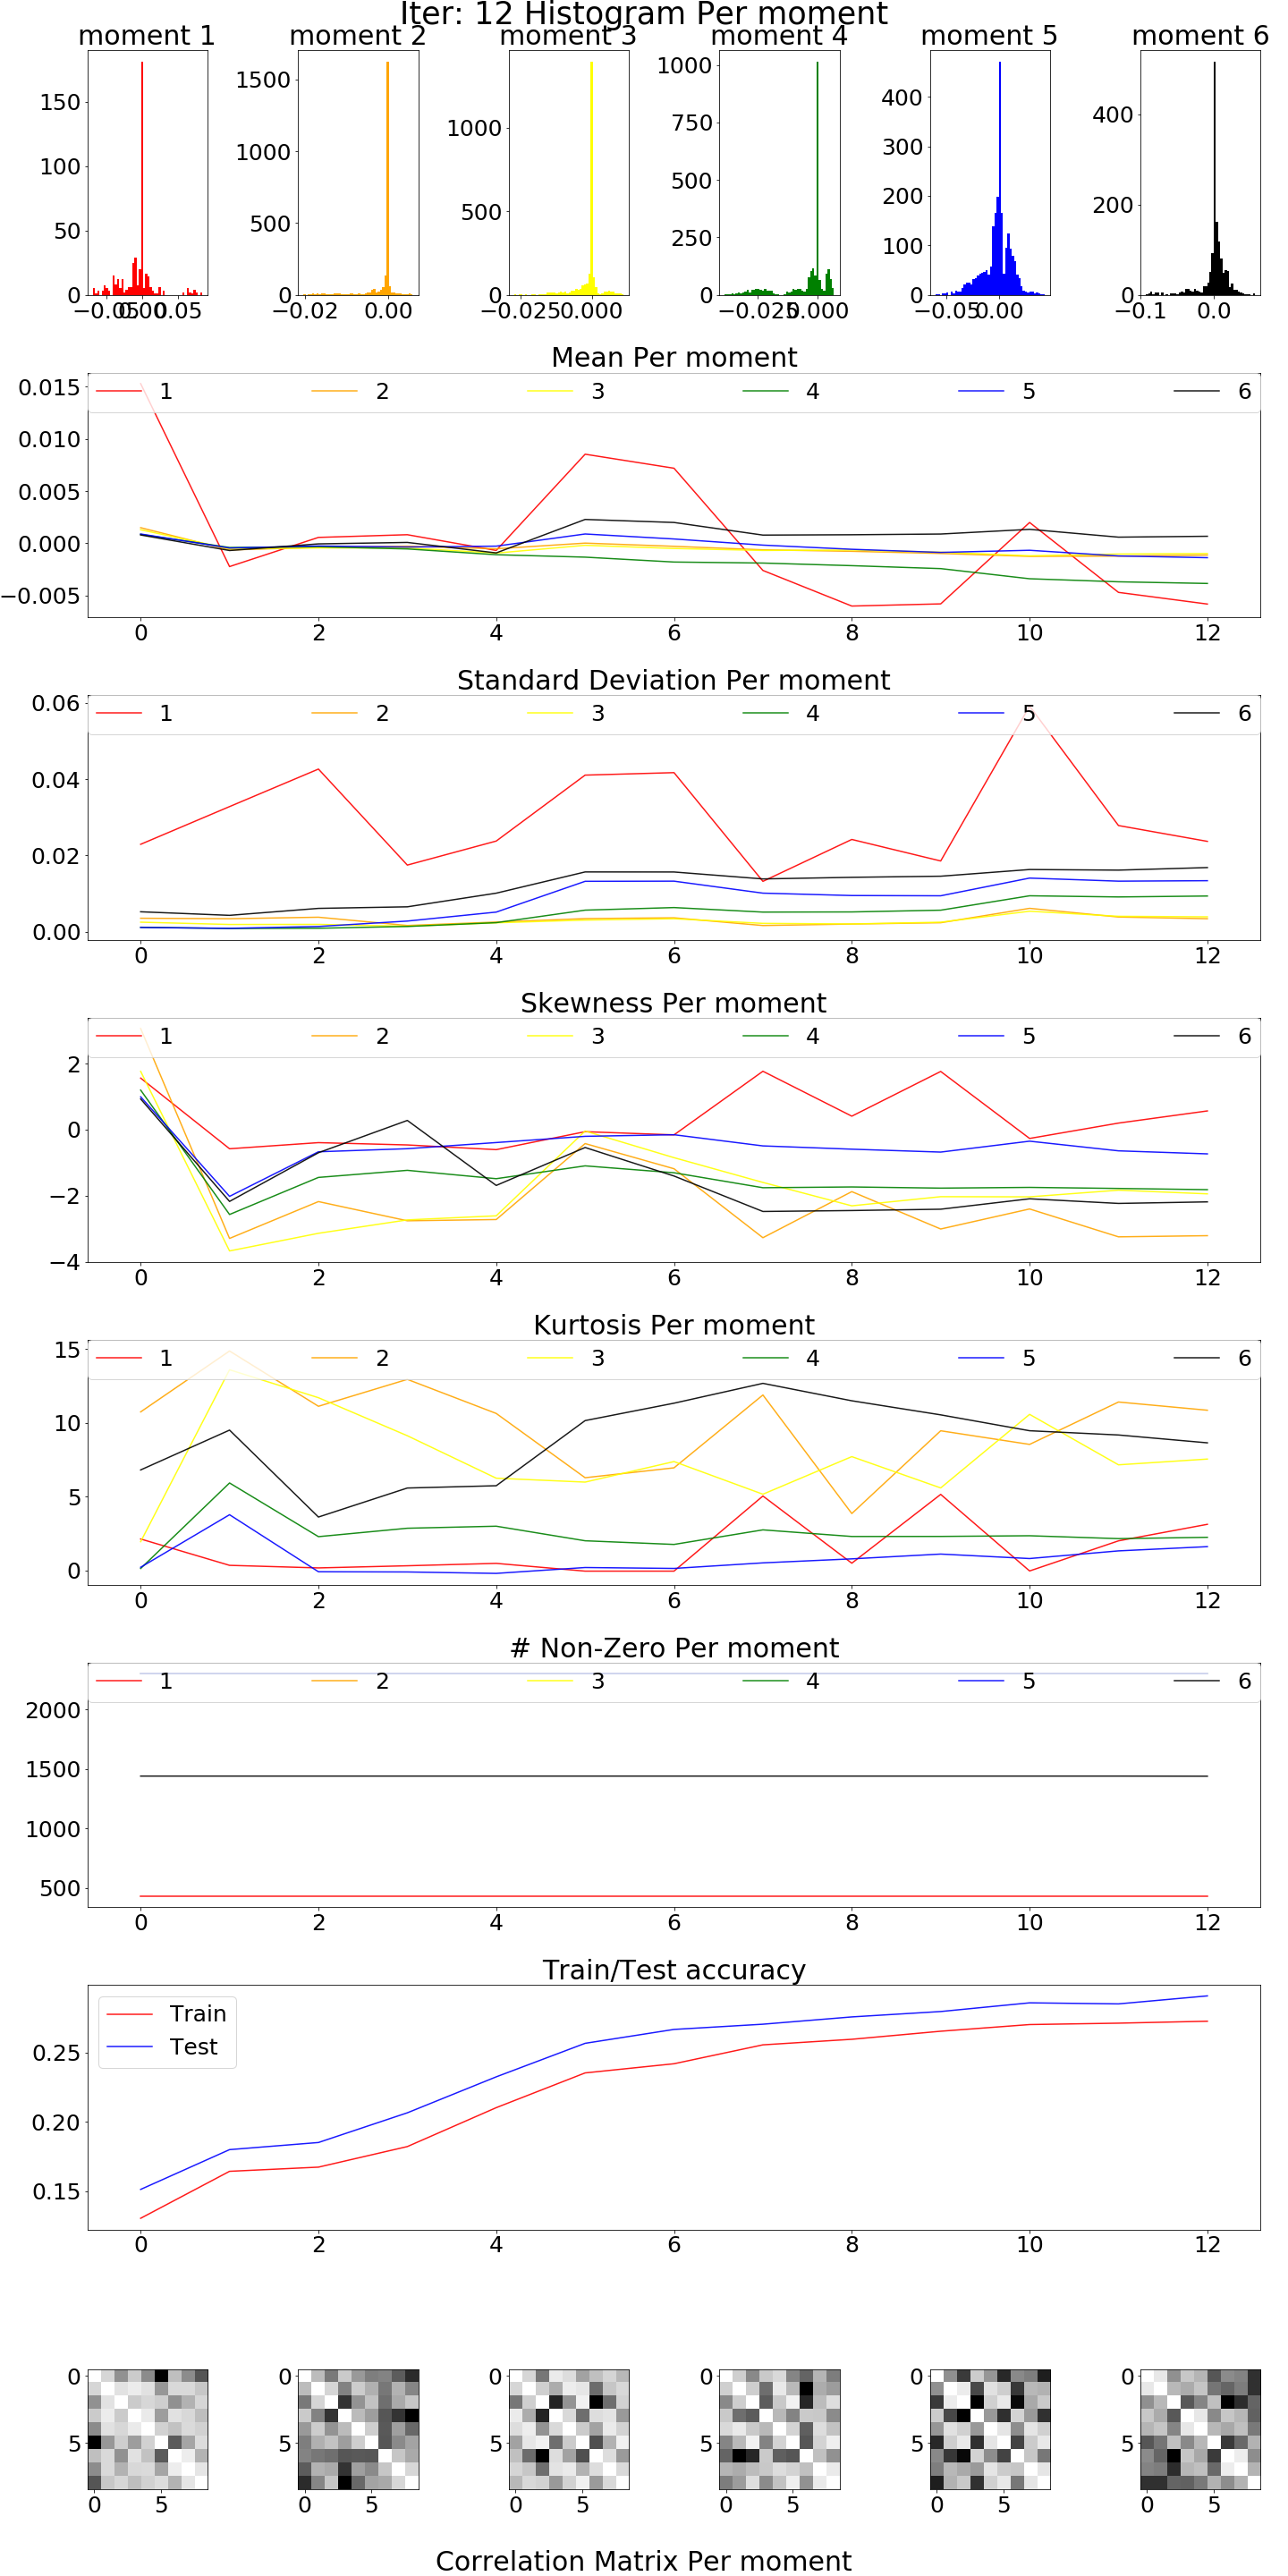 Iter: 12 Histogram Per moment
moment 1 moment 2 moment 3 moment 4 moment 5 moment 6
150 100 50 0
−0.05 0.00 0.05
1500 1000 500 0
−0.02 0.00
1000 500 0
−0.025 0.000
1000 750 500 250 0
−0.025 0.000
400 300 200 100 0
−0.05 0.00
400 200 0
−0.1 0.0
Mean Per moment
1 2 3 4 5 6
0.015
0.010
0.005
0.000
−0.005
0 2 4 6 8 10 12
Standard Deviation Per moment
1 2 3 4 5 6
0.06
0.04
0.02
0.00
0 2 4 6 8 10 12
Skewness Per moment
1 2 3 4 5 6
2
0
−2
−4
0 2 4 6 8 10 12
Kurtosis Per moment
1 2 3 4 5 6
15
10
5
0
0 2 4 6 8 10 12
# Non-Zero Per moment
1 2 3 4 5 6
2000
1500
1000
500
0 2 4 6 8 10 12
Train/Test accuracy
Train
Test
0.25
0.20
0.15
0 2 4 6 8 10 12
0 0 0 0 0 0
5 5 5 5 5 5
0 5 0 5 0 5 0 5 0 5 0 5
Correlation Matrix Per moment